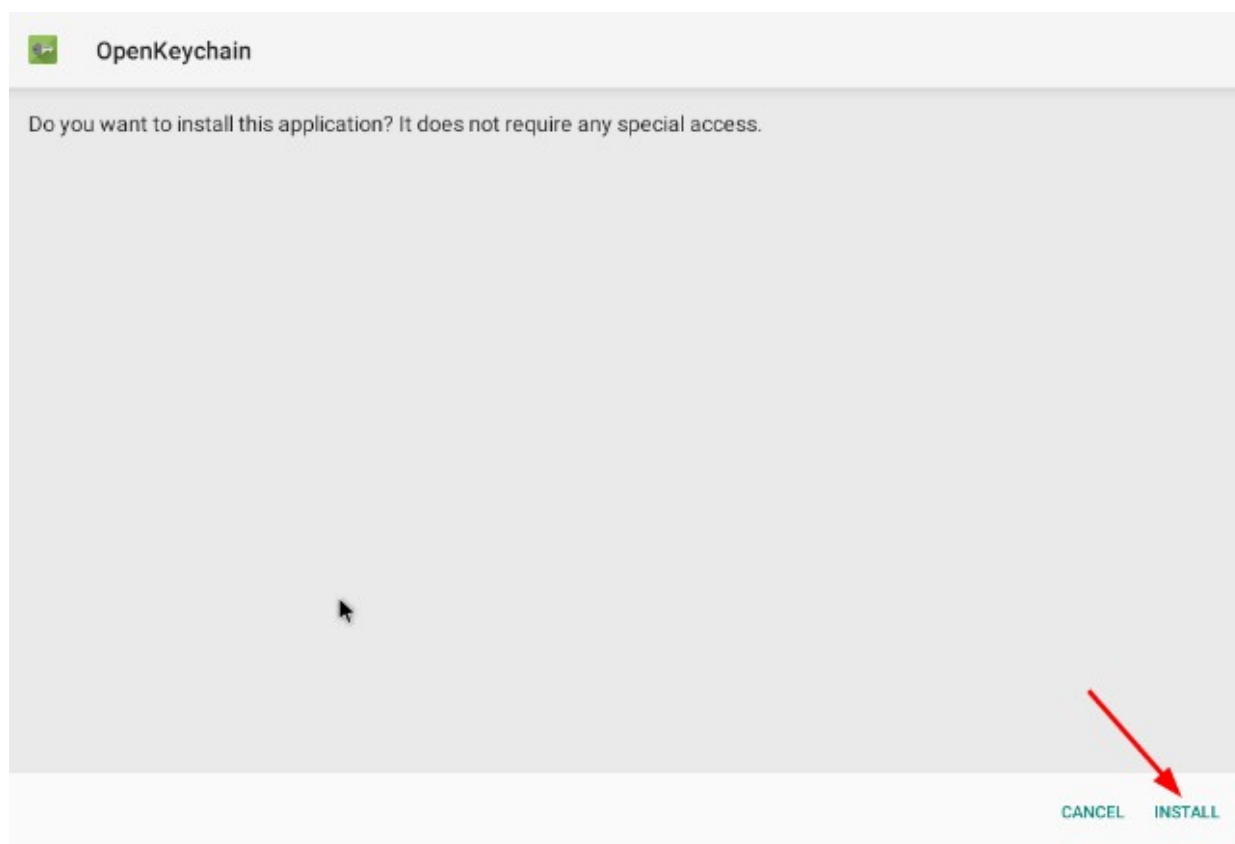 OpenKeychain
Do you want to install this application? It does not require any special access.
CANCEL INSTALL